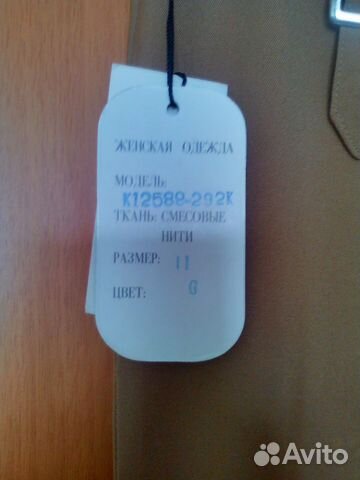 ЖЕНСКАЯ ОДЕЖДА
МОДЕЛЬ:
K12589-292K
ТКАНЬ: СМЕСОВЫЕ
НИТИ
РАЗМЕР: 11
ЦВЕТ: G
Avito